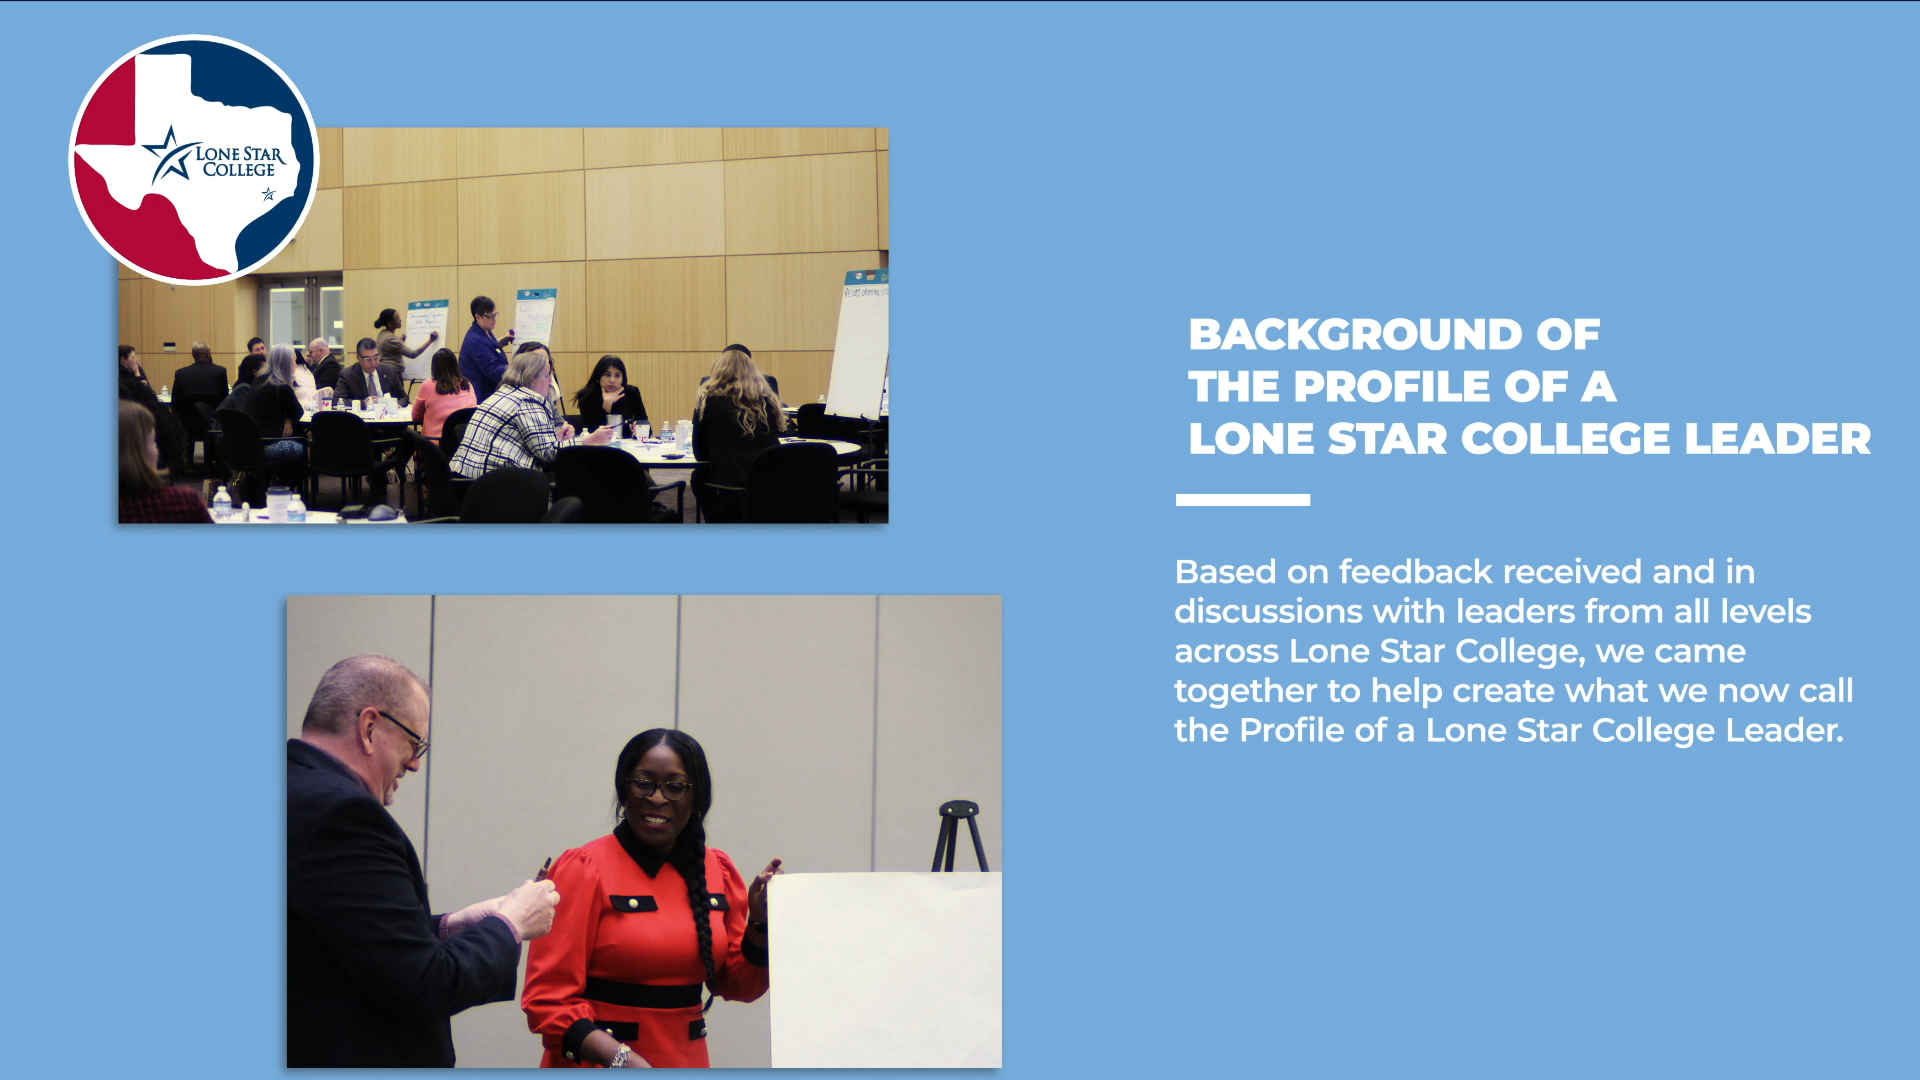 LONE STAR
COLLEGE
BACKGROUND OF
THE PROFILE OF A
LONE STAR COLLEGE LEADER
Based on feedback received and in
discussions with leaders from all levels
across Lone Star College, we came
together to help create what we now call
the Profile of a Lone Star College Leader.